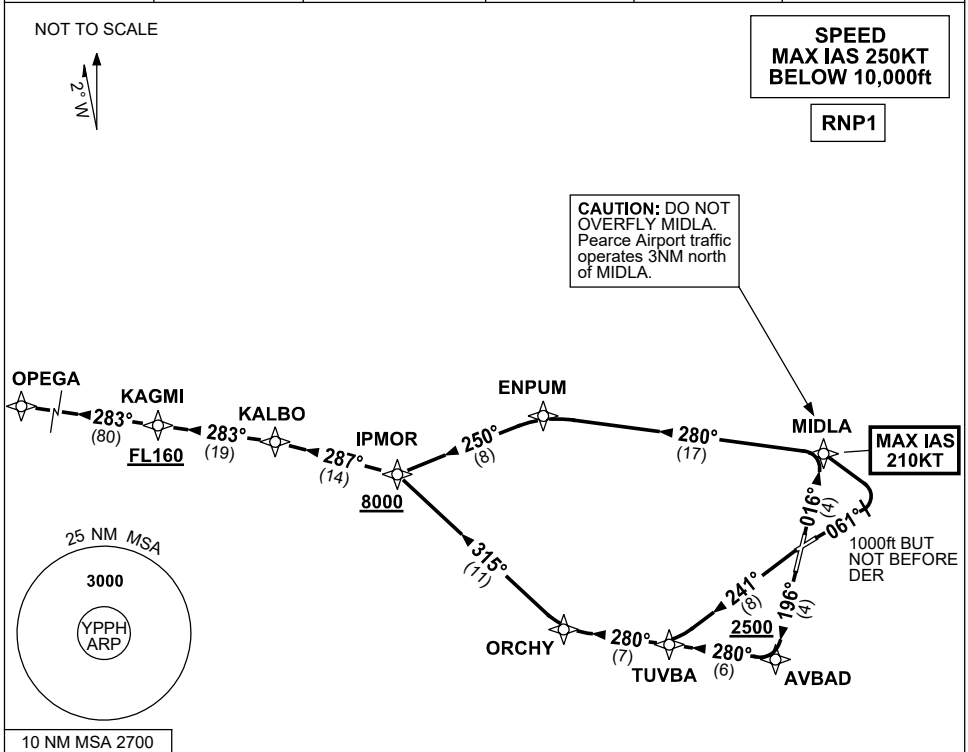 NOT TO SCALE
2° W
SPEED
MAX IAS 250KT
BELOW 10,000ft
RNP1
CAUTION: DO NOT
OVERFLY MIDLA.
Pearce Airport traffic
operates 3NM north
of MIDLA.
OPEGA
283°
(80)
KAGMI
FL160
283°
(19)
KALBO
287°
(14)
IPMOR
8000
250°
(8)
ENPUM
280°
(17)
MIDLA
MAX IAS
210KT
016°
(4)
061°
1000ft BUT
NOT BEFORE
DER
315°
(11)
241°
(8)
196°
(4)
2500
ORCHY
280°
(7)
TUVBA
280°
(6)
AVBAD
25 NM MSA
3000
YPPH
ARP
10 NM MSA 2700